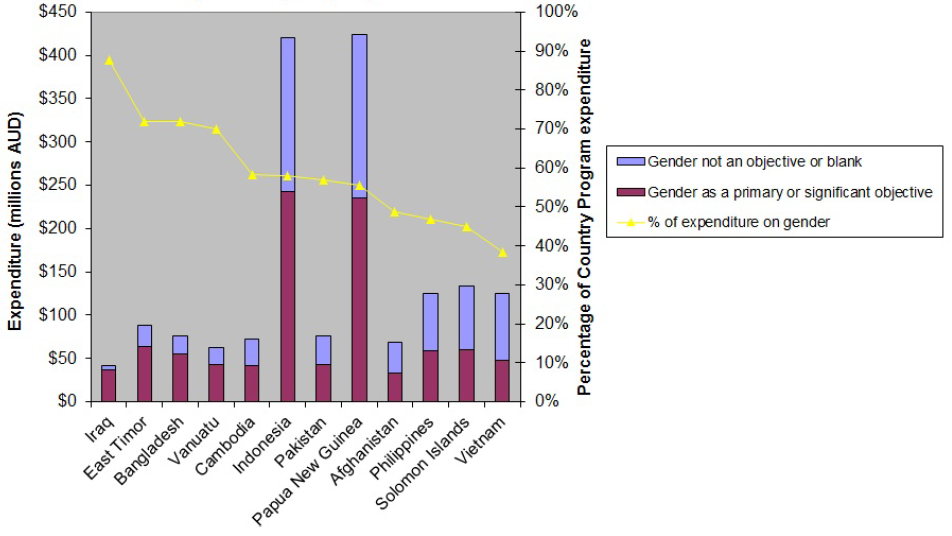 $450
$400
$350
$300
$250
$200
$150
$100
$50
$0
Expenditure (millions AUD)
100%
90%
80%
70%
60%
50%
40%
30%
20%
10%
0%
Percentage of Country Program expenditure
Iraq
East Timor
Bangladesh
Vanuatu
Cambodia
Indonesia
Pakistan
Papua New Guinea
Afghanistan
Philippines
Solomon Islands
Vietnam
Gender not an objective or blank
Gender as a primary or significant objective
% of expenditure on gender